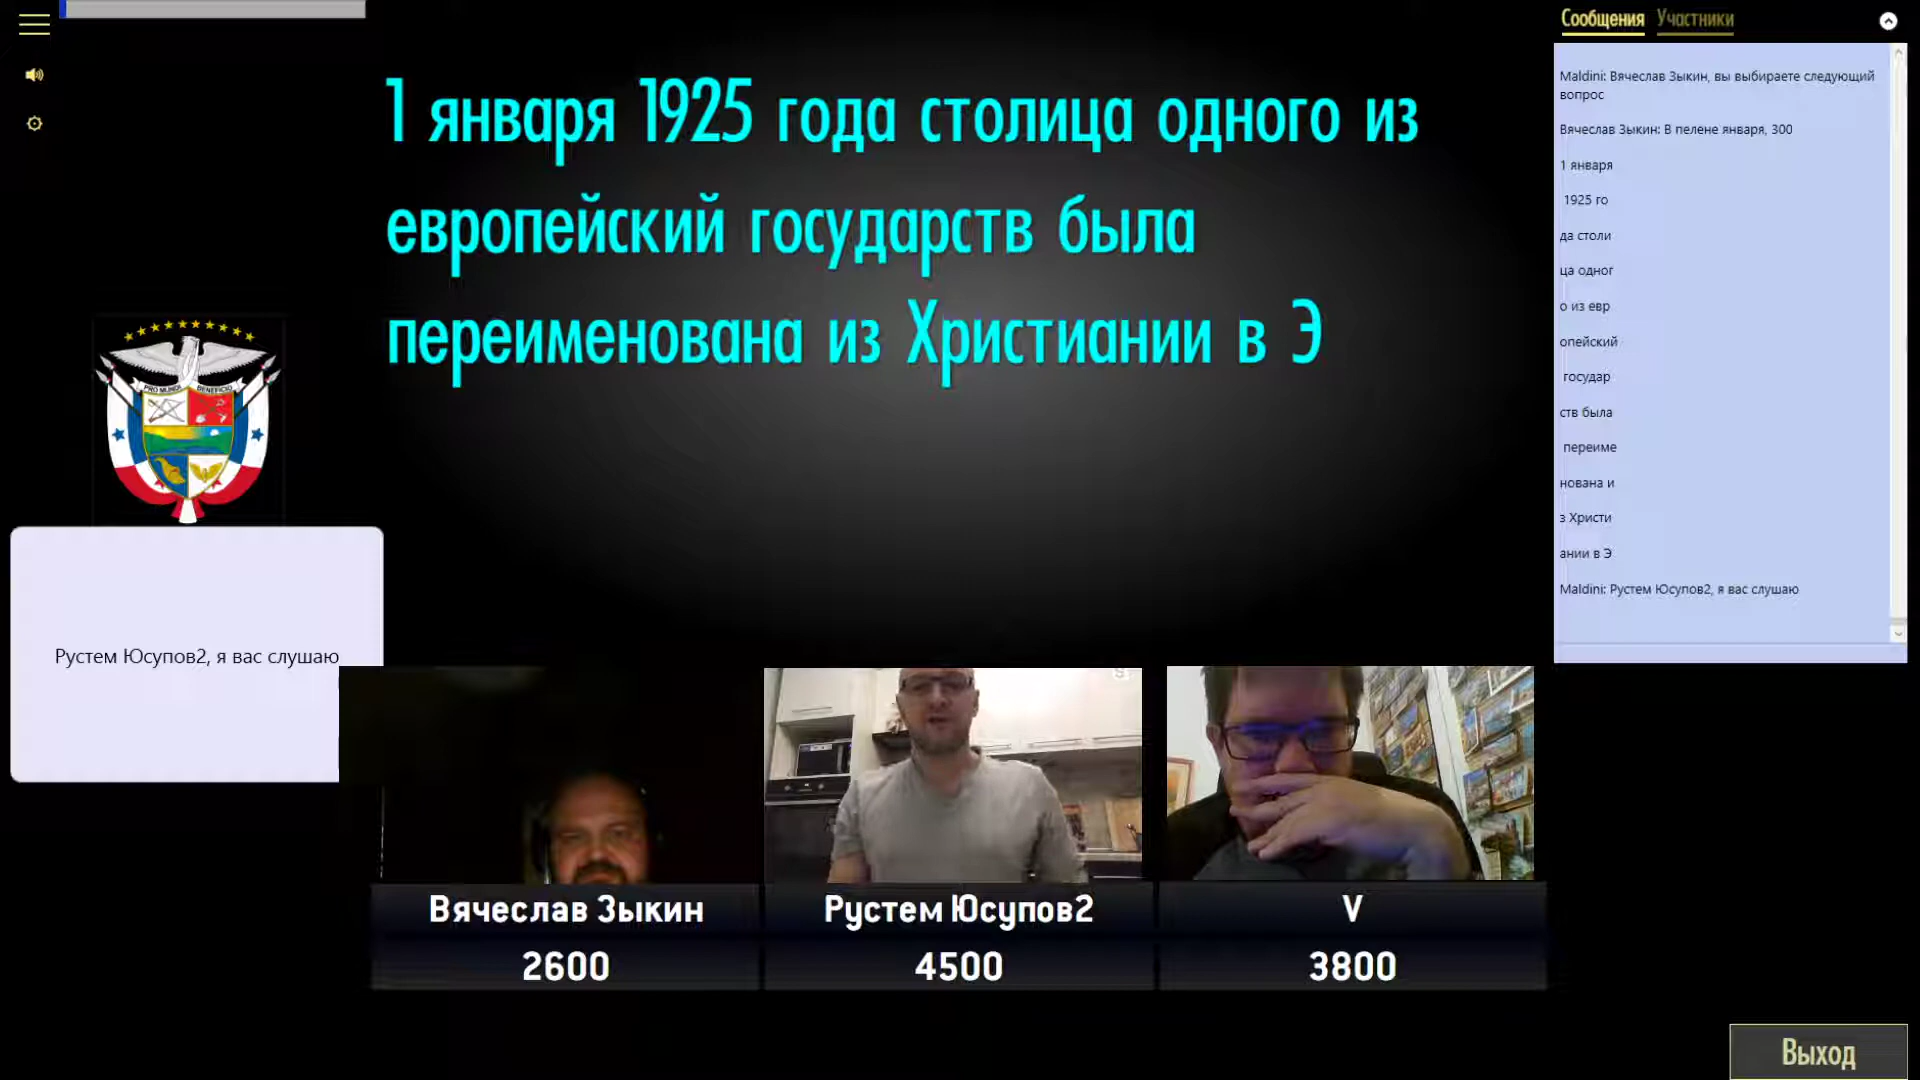 1 января 1925 года столица одного из
европейский государств была
переименована из Христиании в Э
PRO MUNDI BENEFICIO
Рустем Юсупов2, я вас слушаю
Вячеслав Зыкин
2600
Рустем Юсупов2
4500
V
3800
Сообщения Участники
Maldini: Вячеслав Зыкин, вы выбираете следующий
вопрос
Вячеслав Зыкин: В пелене января, 300
1 января
1925 го
да столи
ца одног
о из евр
опейский
государ
ств была
переиме
нована и
з Христи
ании в Э
Maldini: Рустем Юсупов2, я вас слушаю
Выход